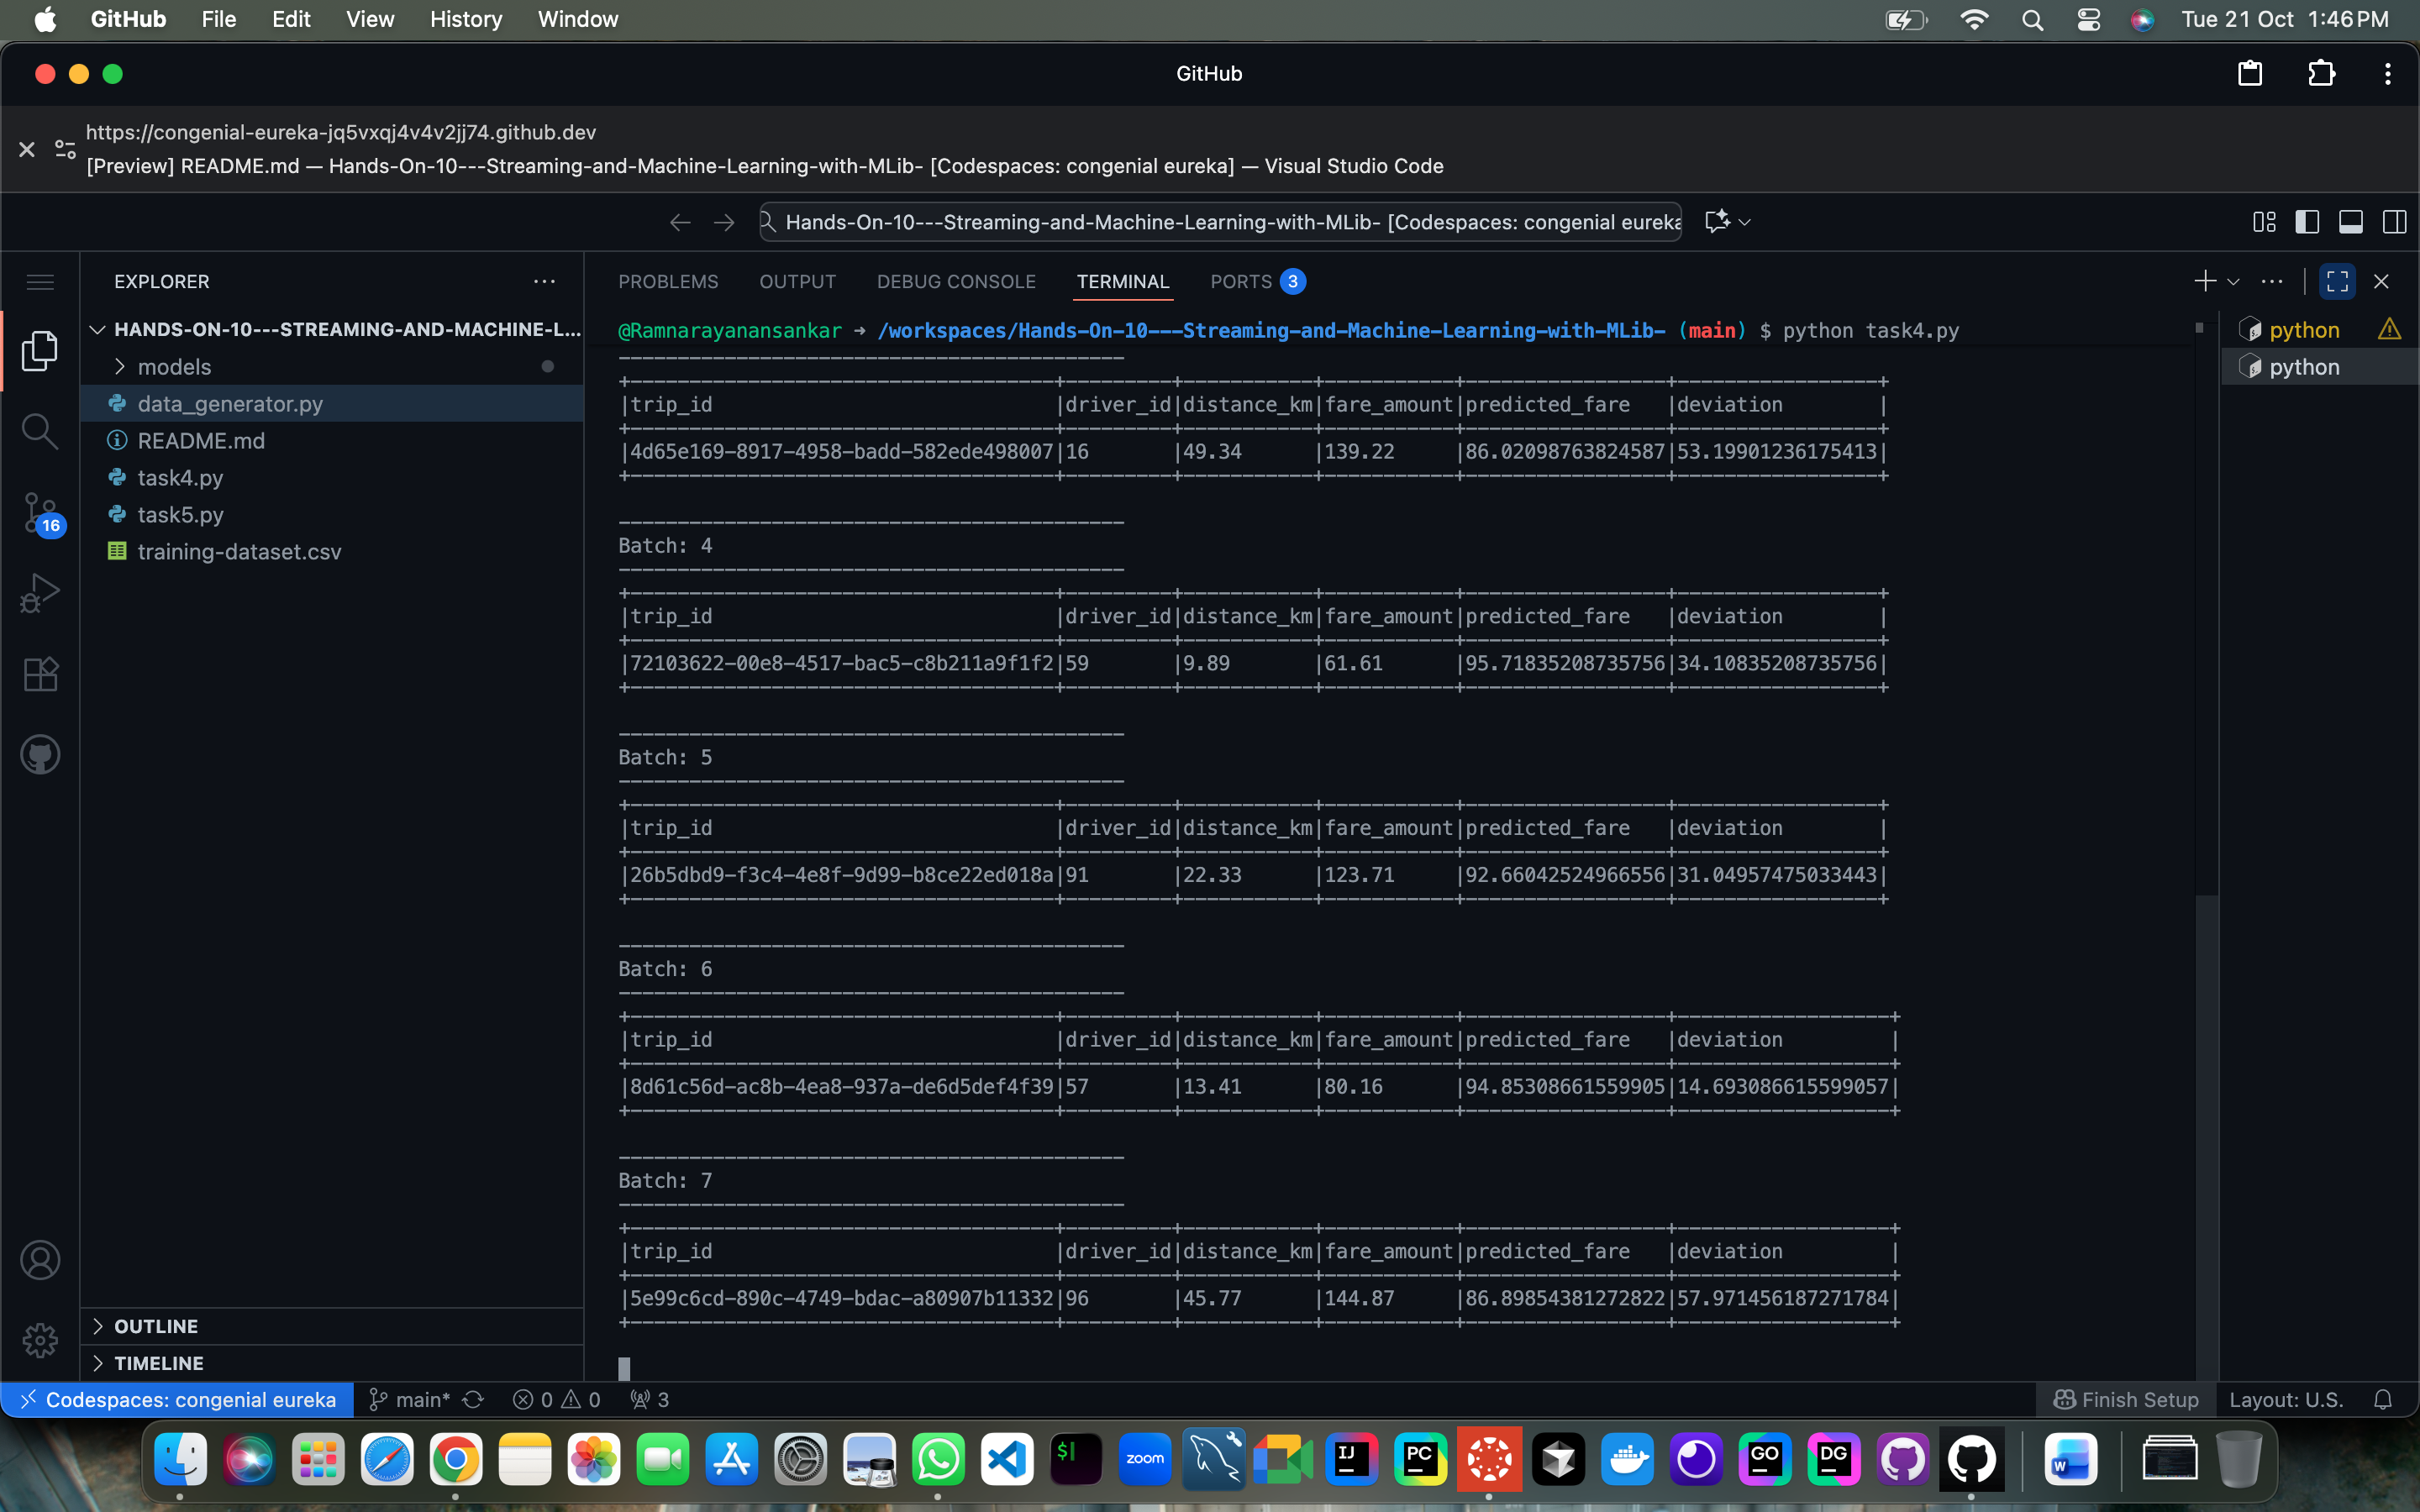 GitHub File Edit View History Window Tue 21 Oct 1:46 PM
GitHub
https://congenial-eureka-jq5vxqj4v4v2jj74.github.dev
[Preview] README.md — Hands-On-10---Streaming-and-Machine-Learning-with-MLib- [Codespaces: congenial eureka] — Visual Studio Code
Hands-On-10---Streaming-and-Machine-Learning-with-MLib- [Codespaces: congenial eureka
EXPLORER
PROBLEMS OUTPUT DEBUG CONSOLE TERMINAL PORTS 3
HANDS-ON-10---STREAMING-AND-MACHINE-L...
models
data_generator.py
README.md
task4.py
task5.py
training-dataset.csv
16
OUTLINE
TIMELINE
@Ramnarayanansankar ➜ /workspaces/Hands-On-10---Streaming-and-Machine-Learning-with-MLib- (main) $ python task4.py
-------------------------------------------
+------------------------------------+---------+-----------+-----------+-----------------+-----------------+
|trip_id                             |driver_id|distance_km|fare_amount|predicted_fare   |deviation        |
+------------------------------------+---------+-----------+-----------+-----------------+-----------------+
|4d65e169-8917-4958-badd-582ede498007|16       |49.34      |139.22     |86.02098763824587|53.19901236175413|
+------------------------------------+---------+-----------+-----------+-----------------+-----------------+
-------------------------------------------
Batch: 4
-------------------------------------------
+------------------------------------+---------+-----------+-----------+-----------------+-----------------+
|trip_id                             |driver_id|distance_km|fare_amount|predicted_fare   |deviation        |
+------------------------------------+---------+-----------+-----------+-----------------+-----------------+
|72103622-00e8-4517-bac5-c8b211a9f1f2|59       |9.89       |61.61      |95.71835208735756|34.10835208735756|
+------------------------------------+---------+-----------+-----------+-----------------+-----------------+
-------------------------------------------
Batch: 5
-------------------------------------------
+------------------------------------+---------+-----------+-----------+-----------------+-----------------+
|trip_id                             |driver_id|distance_km|fare_amount|predicted_fare   |deviation        |
+------------------------------------+---------+-----------+-----------+-----------------+-----------------+
|26b5dbd9-f3c4-4e8f-9d99-b8ce22ed018a|91       |22.33      |123.71     |92.66042524966556|31.04957475033443|
+------------------------------------+---------+-----------+-----------+-----------------+-----------------+
-------------------------------------------
Batch: 6
-------------------------------------------
+------------------------------------+---------+-----------+-----------+-----------------+------------------+
|trip_id                             |driver_id|distance_km|fare_amount|predicted_fare   |deviation         |
+------------------------------------+---------+-----------+-----------+-----------------+------------------+
|8d61c56d-ac8b-4ea8-937a-de6d5def4f39|57       |13.41      |80.16      |94.85308661559905|14.693086615599057|
+------------------------------------+---------+-----------+-----------+-----------------+------------------+
-------------------------------------------
Batch: 7
-------------------------------------------
+------------------------------------+---------+-----------+-----------+-----------------+------------------+
|trip_id                             |driver_id|distance_km|fare_amount|predicted_fare   |deviation         |
+------------------------------------+---------+-----------+-----------+-----------------+------------------+
|5e99c6cd-890c-4749-bdac-a80907b11332|96       |45.77      |144.87     |86.89854381272822|57.971456187271784|
+------------------------------------+---------+-----------+-----------+-----------------+------------------+
python
python
Codespaces: congenial eureka main* 0 0 3 Finish Setup Layout: U.S.
$ zoom IJ PC GO DG W